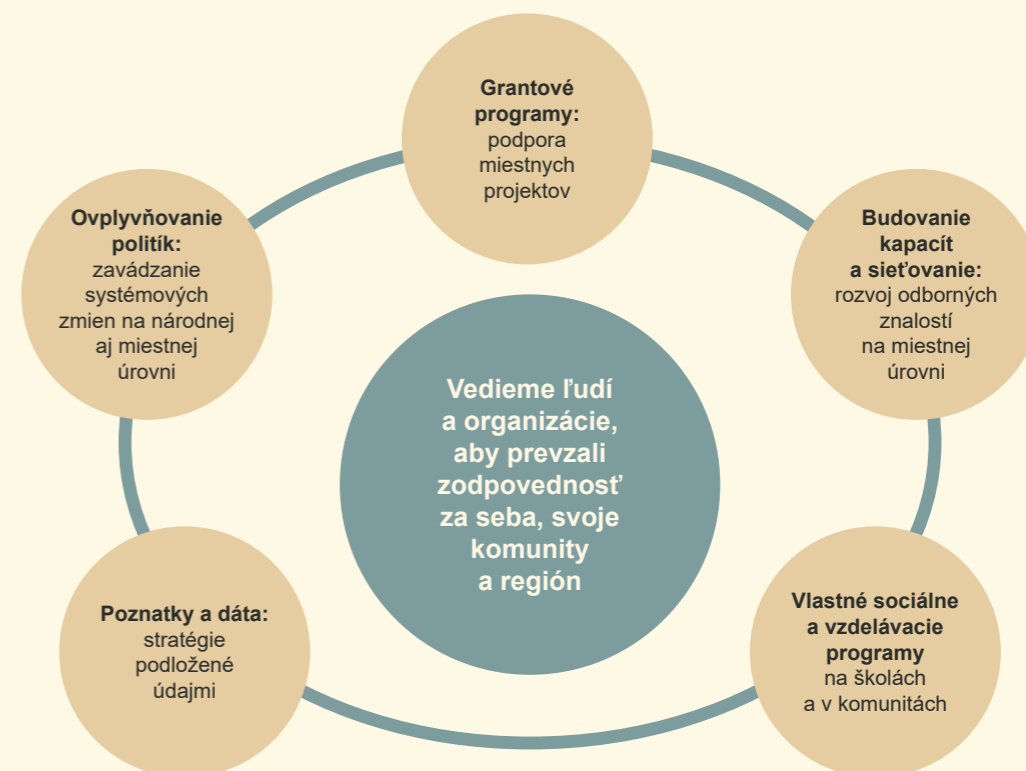 Grantové
programy:
podpora
miestnych
projektov
Ovplyvňovanie
politík:
zavádzanie
systémových
zmien na národnej
aj miestnej
úrovni
Budovanie
kapacít
a sieťovanie:
rozvoj odborných
znalostí
na miestnej
úrovni
Vedieme ľudí
a organizácie,
aby prevzali
zodpovednosť
za seba, svoje
komunity
a región
Poznatky a dáta:
stratégie
podložené
údajmi
Vlastné sociálne
a vzdelávacie
programy
na školách
a v komunitách